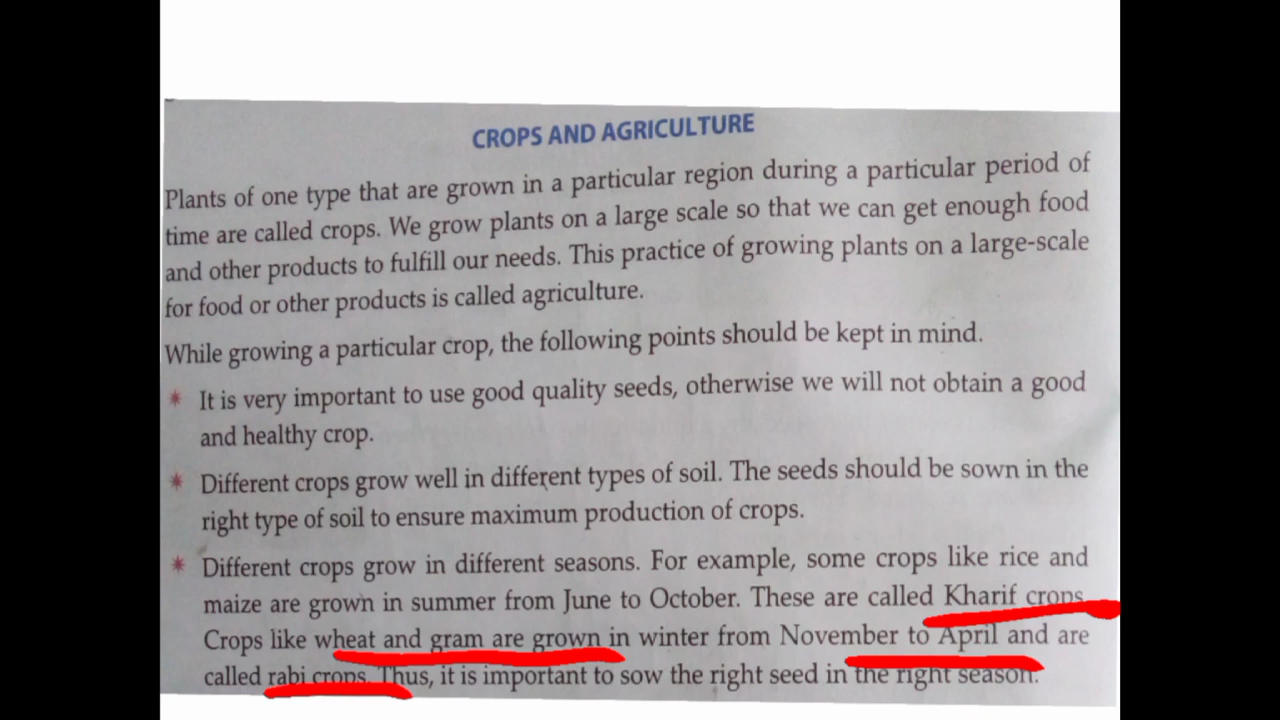 CROPS AND AGRICULTURE
Plants of one type that are grown in a particular region during a particular period of
time are called crops. We grow plants on a large scale so that we can get enough food
and other products to fulfill our needs. This practice of growing plants on a large-scale
for food or other products is called agriculture.
While growing a particular crop, the following points should be kept in mind.
* It is very important to use good quality seeds, otherwise we will not obtain a good
and healthy crop.
* Different crops grow well in different types of soil. The seeds should be sown in the
right type of soil to ensure maximum production of crops.
* Different crops grow in different seasons. For example, some crops like rice and
maize are grown in summer from June to October. These are called Kharif crops.
Crops like wheat and gram are grown in winter from November to April and are
called rabi crops. Thus, it is important to sow the right seed in the right season.